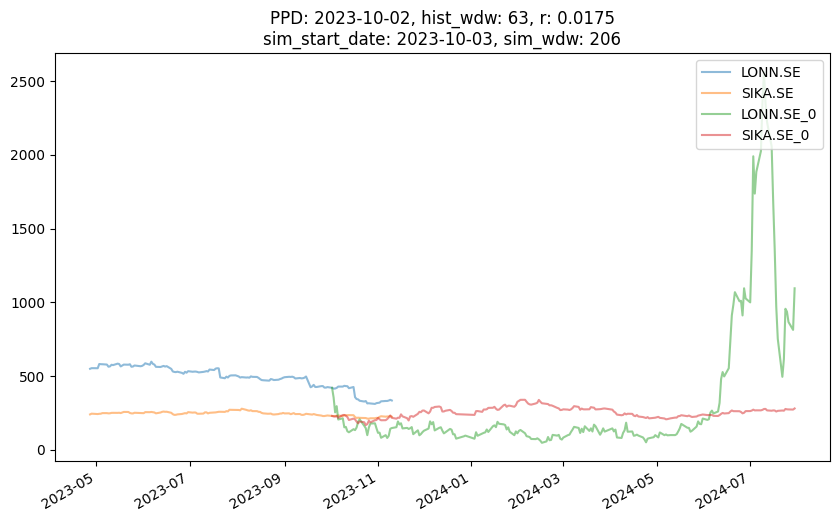 PPD: 2023-10-02, hist_wdw: 63, r: 0.0175
sim_start_date: 2023-10-03, sim_wdw: 206
LONN.SE
SIKA.SE
LONN.SE_0
SIKA.SE_0
2500
2000
1500
1000
500
0
2023-05
2023-07
2023-09
2023-11
2024-01
2024-03
2024-05
2024-07